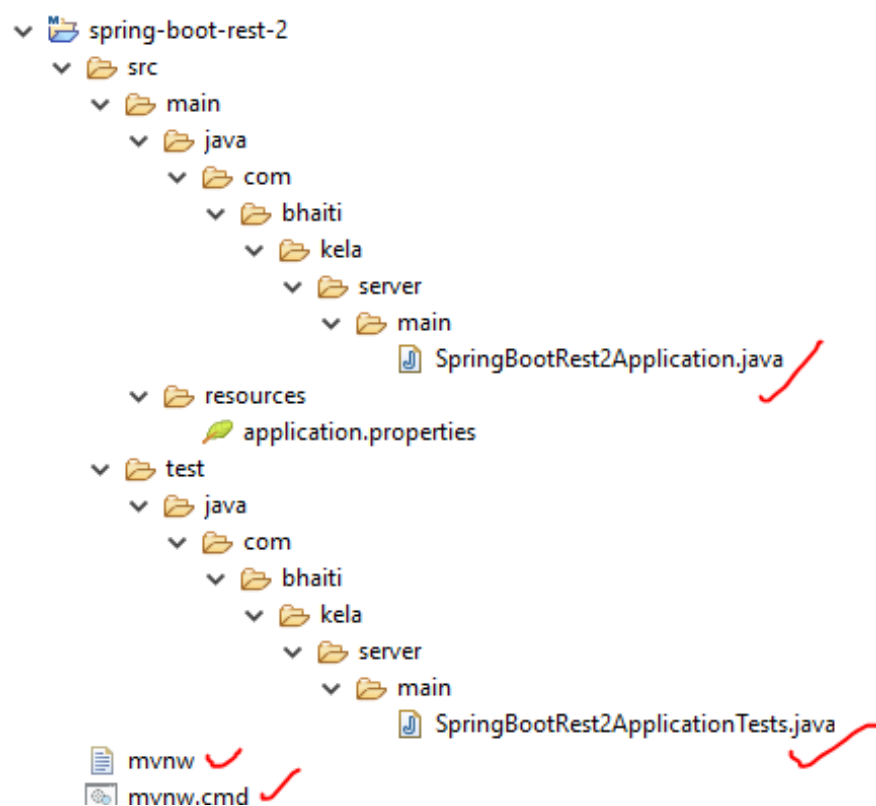 spring-boot-rest-2
src
main
java
com
bhaiti
kela
server
main
SpringBootRest2Application.java
resources
application.properties
test
java
com
bhaiti
kela
server
main
SpringBootRest2ApplicationTests.java
mvnw
mvnw.cmd